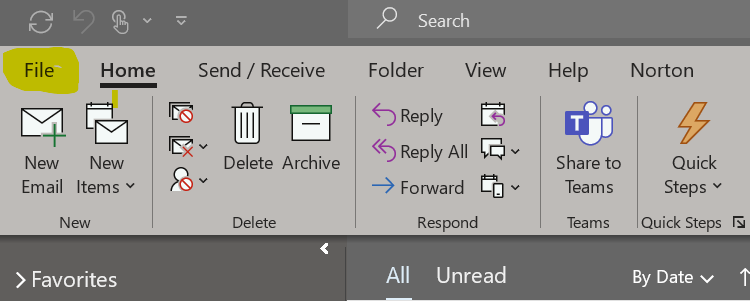 Search
File Home Send / Receive Folder View Help Norton
New Email
New Items
Delete
Archive
Reply
Reply All
Forward
Share to Teams
Quick Steps
New Delete Respond Teams Quick Steps
Favorites
All Unread By Date